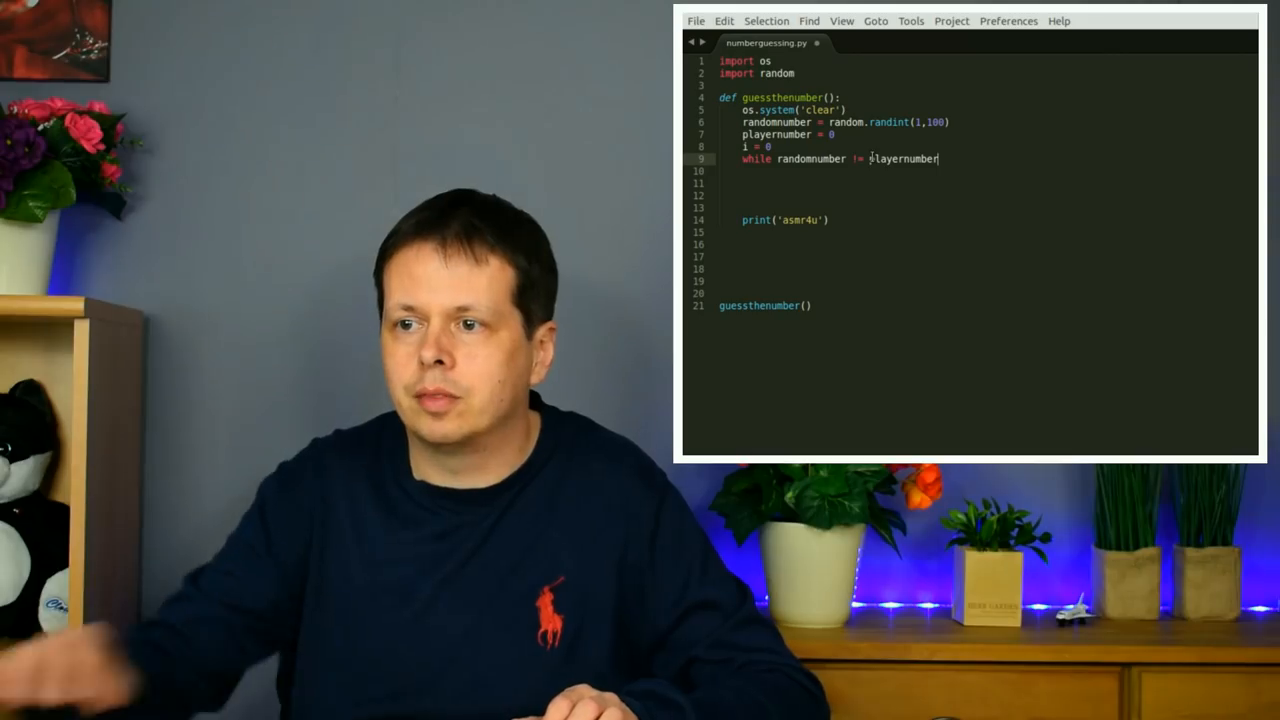 File Edit Selection Find View Goto Tools Project Preferences Help
numberguessing.py
1 import os
2 import random
3
4 def guessthenumber():
5 os.system('clear')
6 randomnumber = random.randint(1,100)
7 playernumber = 0
8 i = 0
9 while randomnumber != playernumber
10
11
12
13
14 print('asmr4u')
15
16
17
18
19
20
21 guessthenumber()